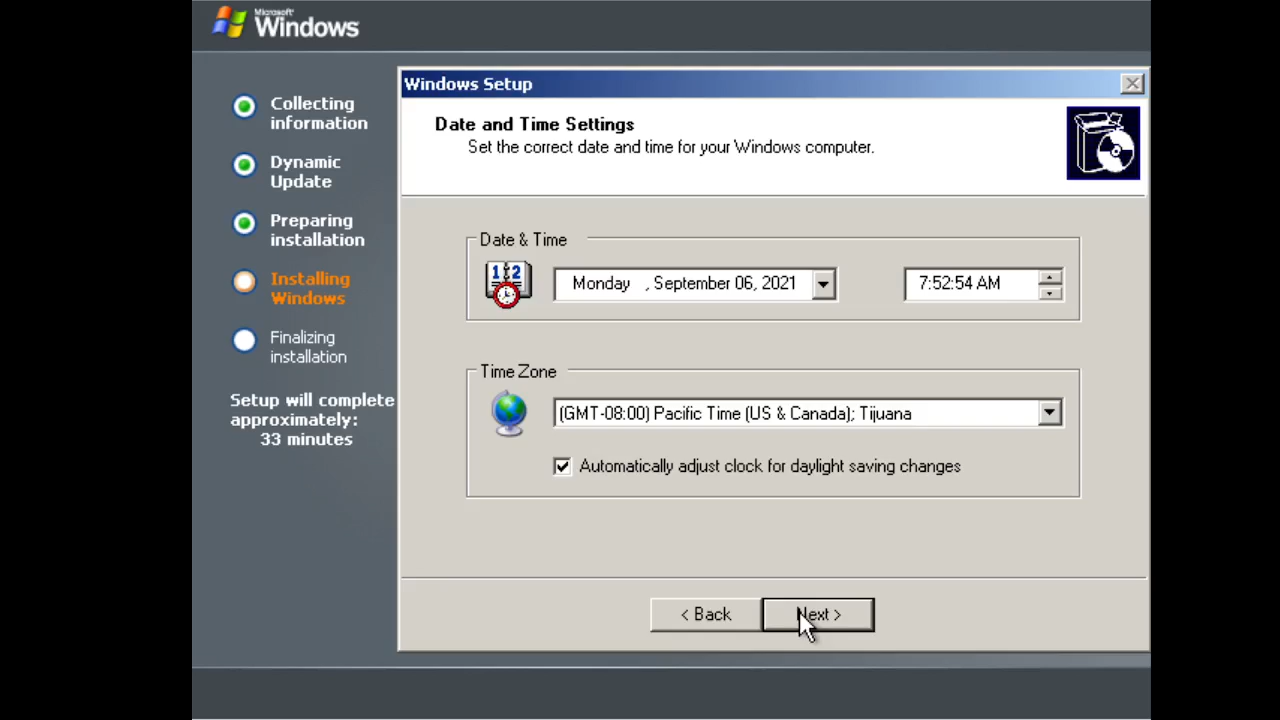 Microsoft
Windows
Collecting
information
Dynamic
Update
Preparing
installation
Installing
Windows
Finalizing
installation
Setup will complete
approximately:
33 minutes
Windows Setup
Date and Time Settings
Set the correct date and time for your Windows computer.
Date & Time
12
Monday , September 06, 2021
7:52:54 AM
Time Zone
(GMT-08:00) Pacific Time (US & Canada); Tijuana
Automatically adjust clock for daylight saving changes
< Back
Next >